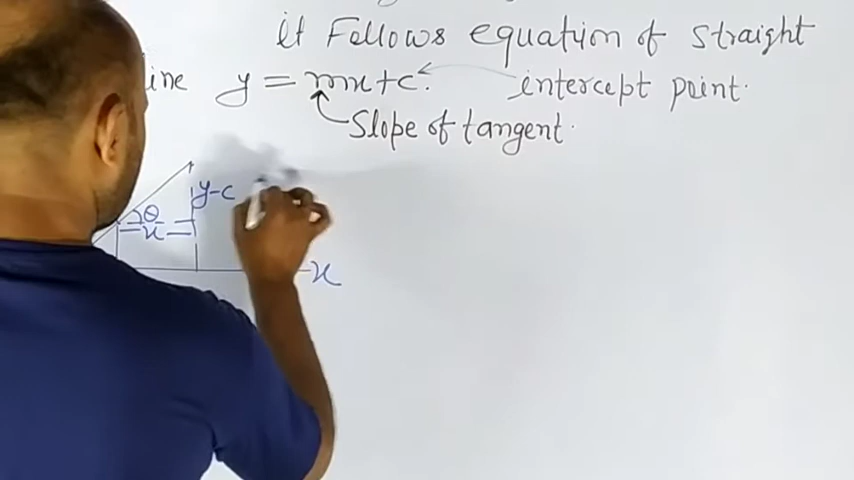 it Follows equation of straight
line y = mx+c. intercept point.
Slope of tangent.
y-c
θ
x
x